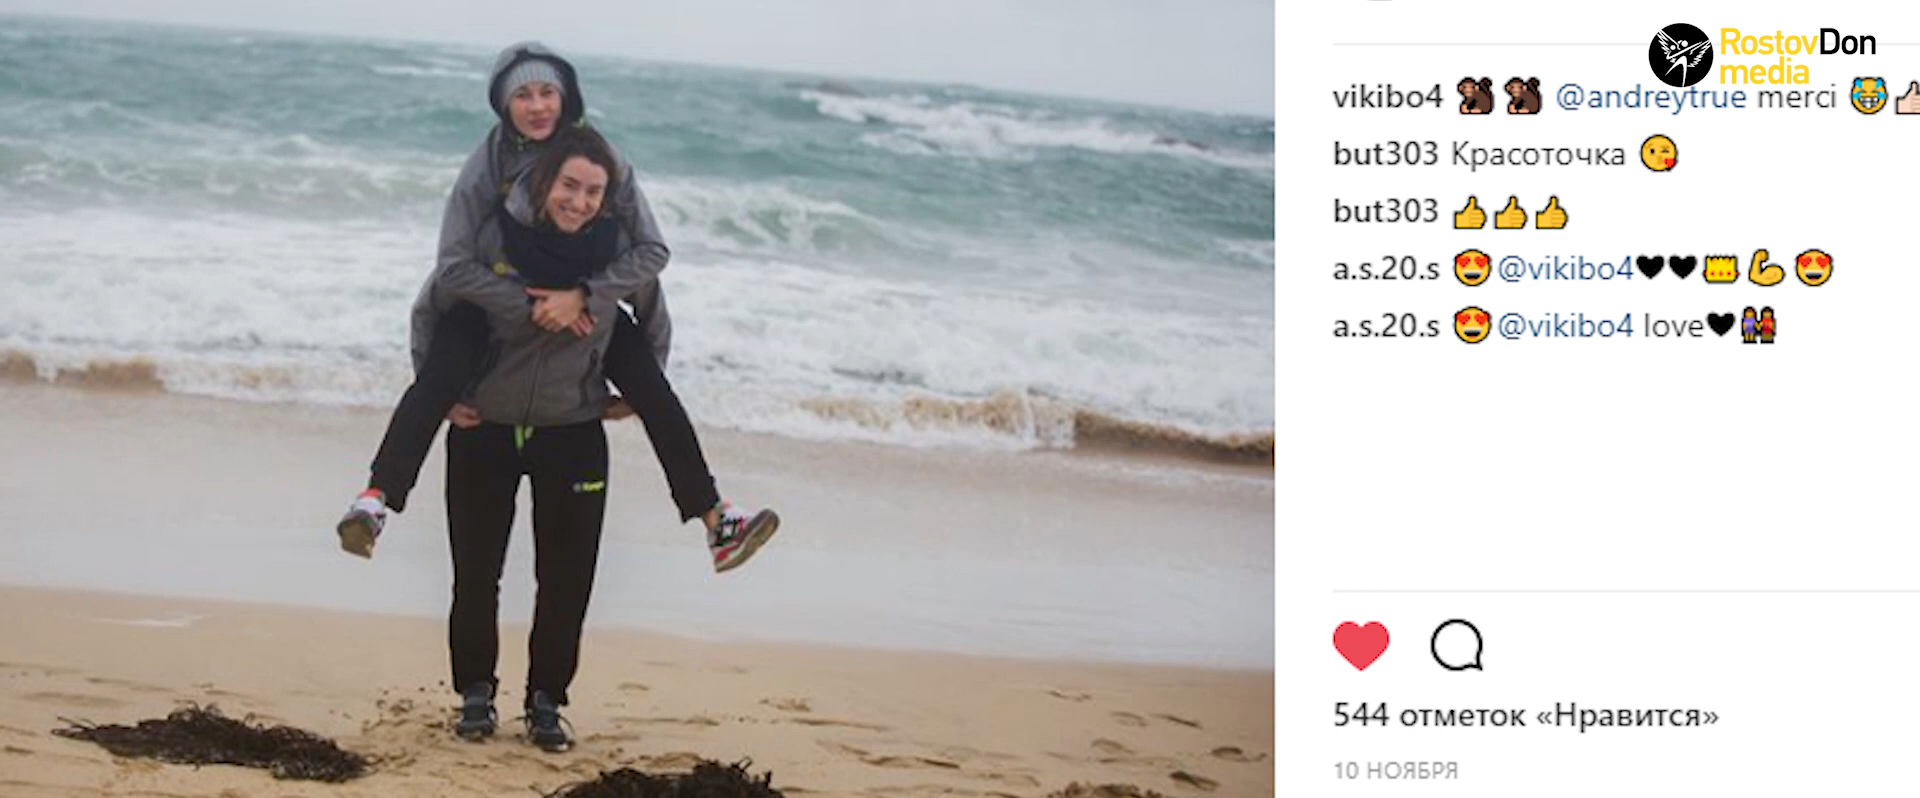 RostovDon
media
vikibo4 🐿️🐿️ @andreytrue merci 😹👍🏻
but303 Красоточка 😘
but303 👍👍👍
a.s.20.s 😍@vikibo4🖤🖤👑💪😍
a.s.20.s 😍@vikibo4 love🖤👭
544 отметок «Нравится»
10 НОЯБРЯ